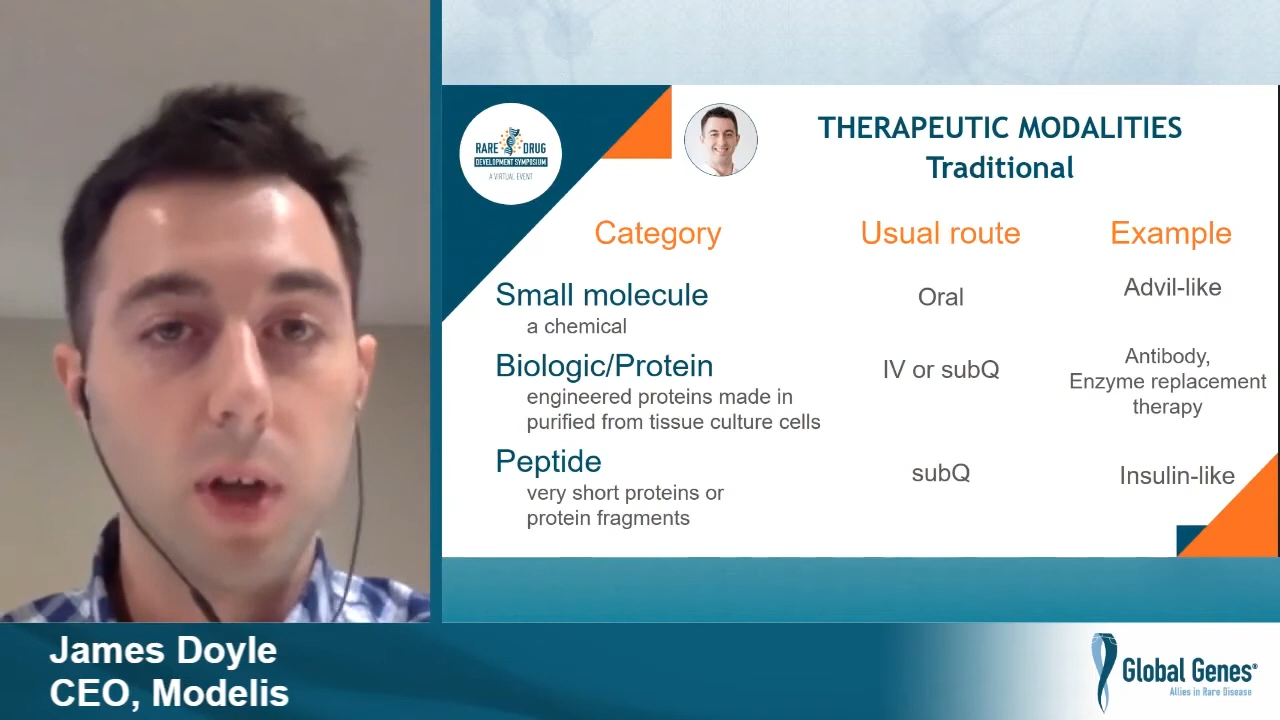 RARE DRUG
DEVELOPMENT SYMPOSIUM
A VIRTUAL EVENT
THERAPEUTIC MODALITIES
Traditional
Category
Usual route
Example
Small molecule
a chemical
Oral
Advil-like
Biologic/Protein
engineered proteins made in
purified from tissue culture cells
IV or subQ
Antibody,
Enzyme replacement
therapy
Peptide
very short proteins or
protein fragments
subQ
Insulin-like
James Doyle
CEO, Modelis
Global Genes®
Allies in Rare Disease